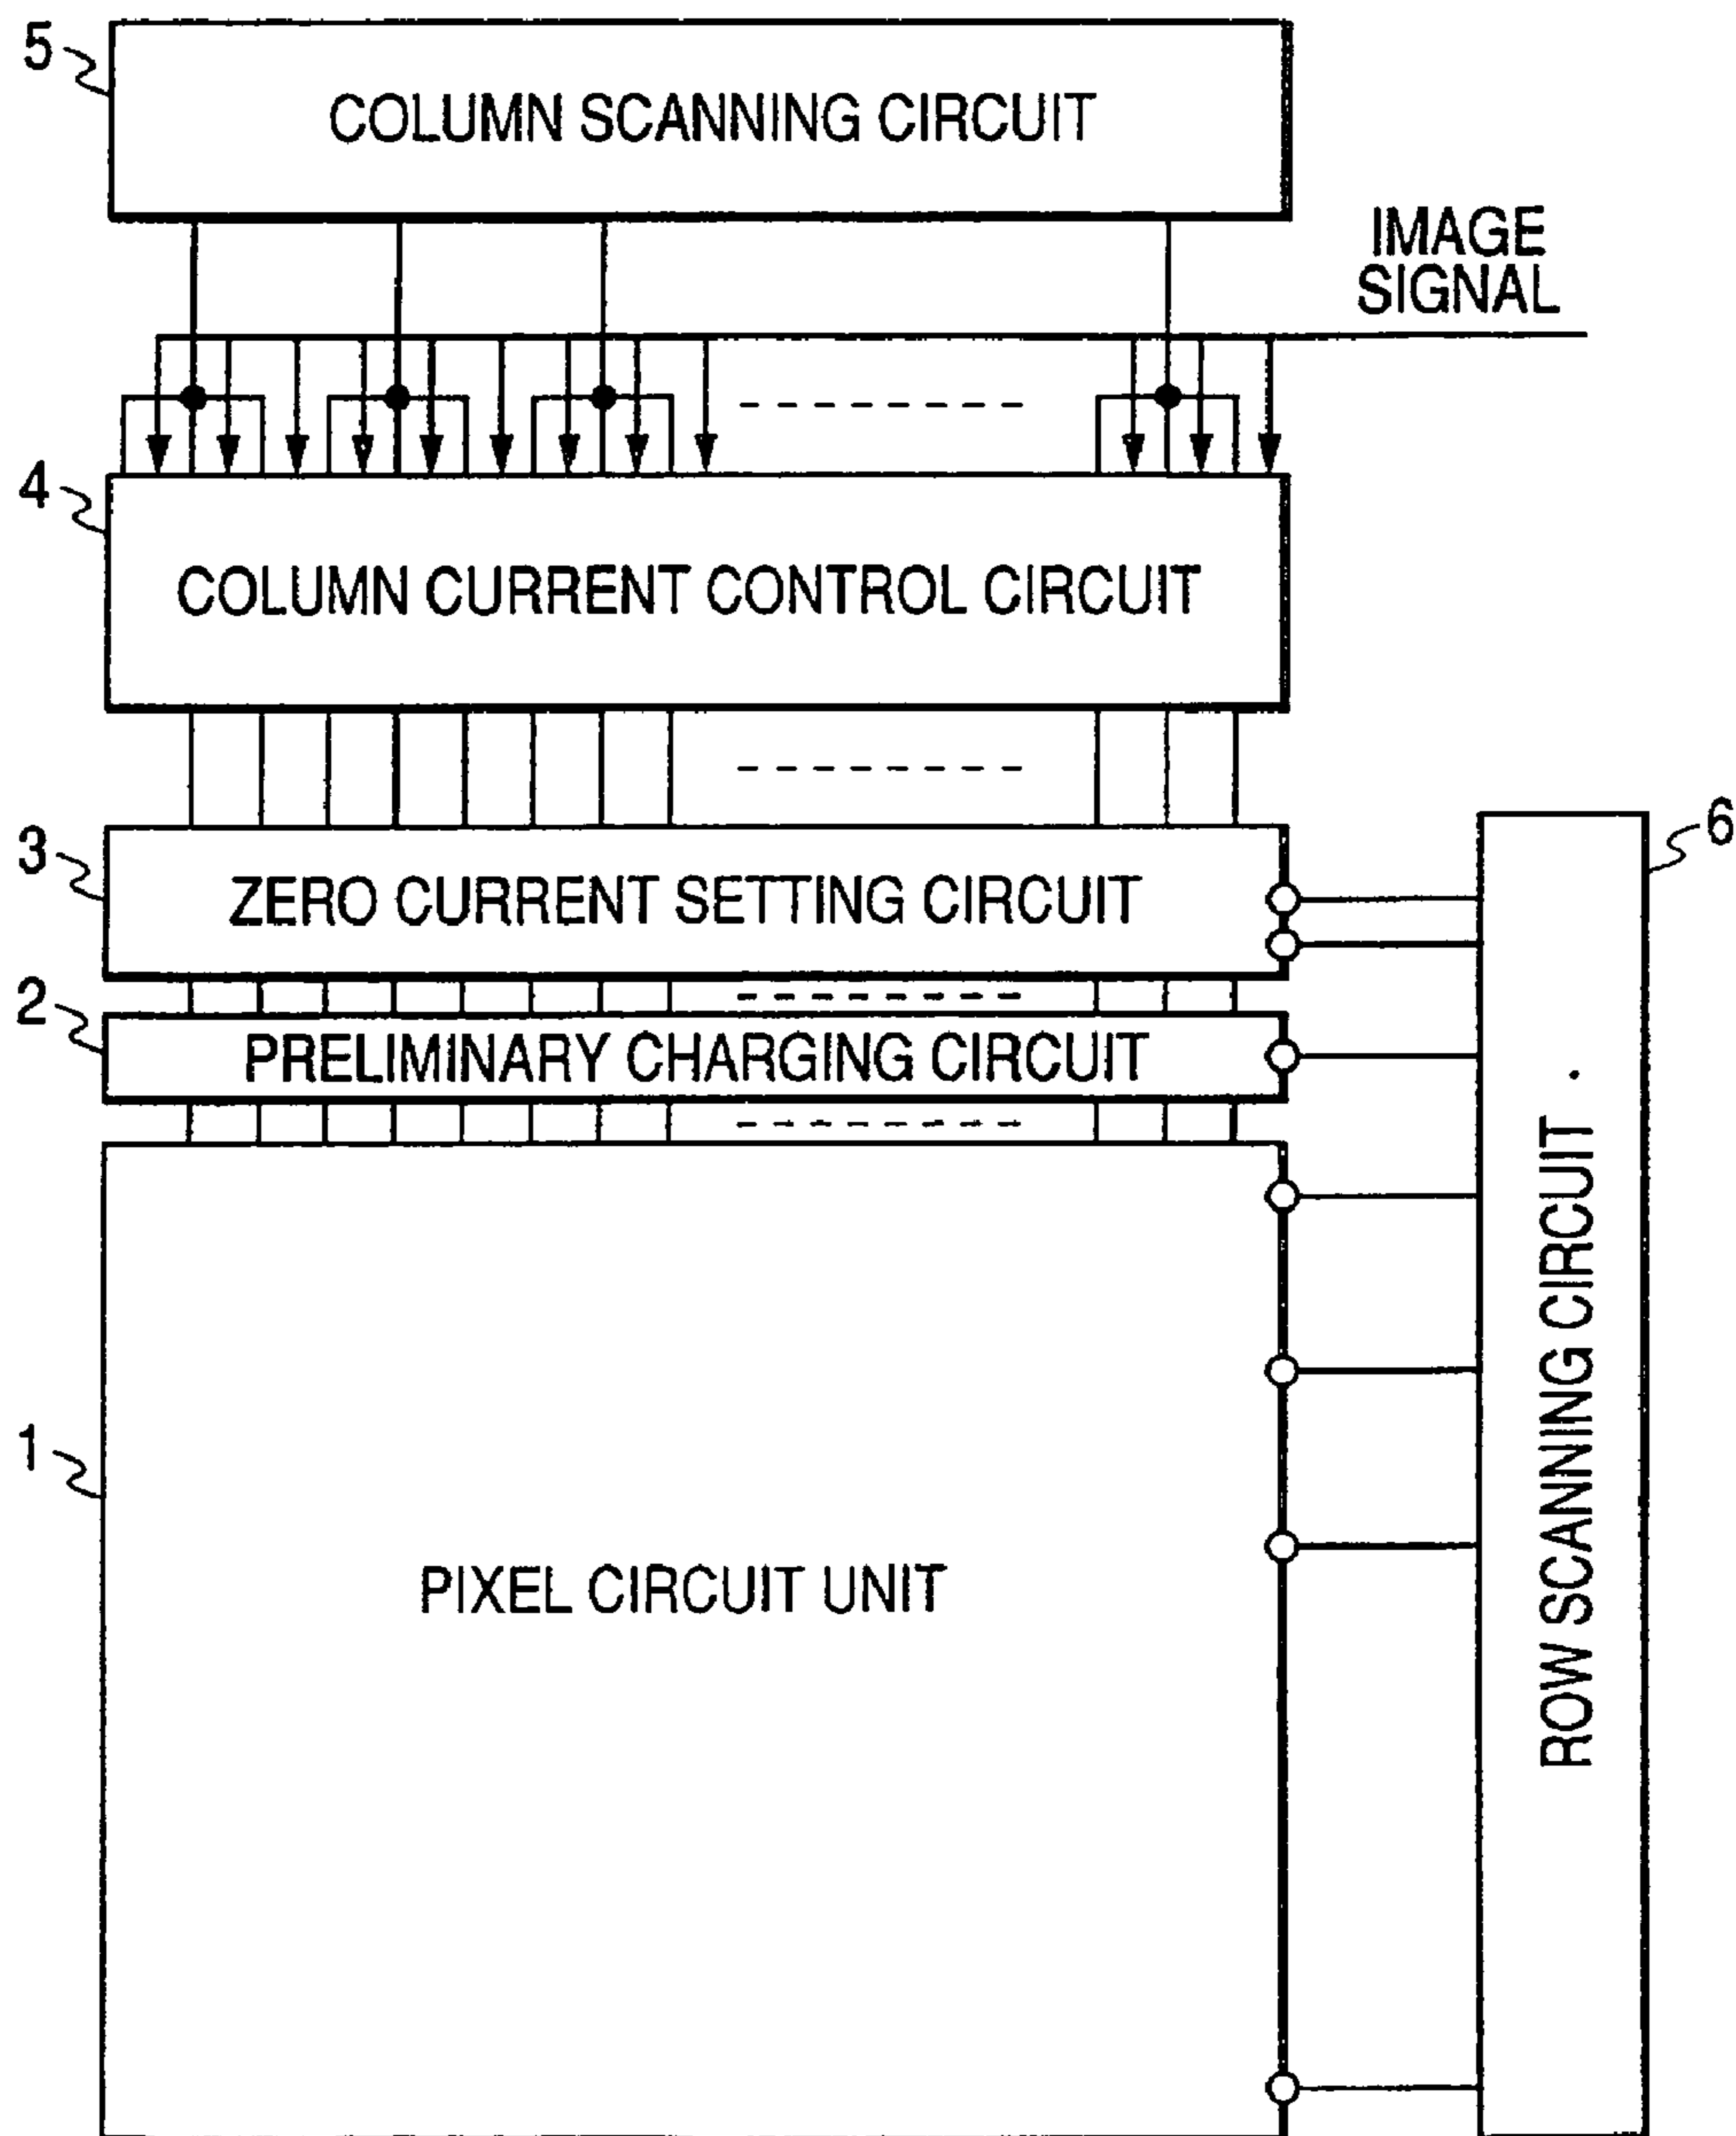 5
COLUMN SCANNING CIRCUIT
IMAGE
SIGNAL
4
COLUMN CURRENT CONTROL CIRCUIT
3
ZERO CURRENT SETTING CIRCUIT
6
2
PRELIMINARY CHARGING CIRCUIT
1
PIXEL CIRCUIT UNIT
ROW SCANNING CIRCUIT